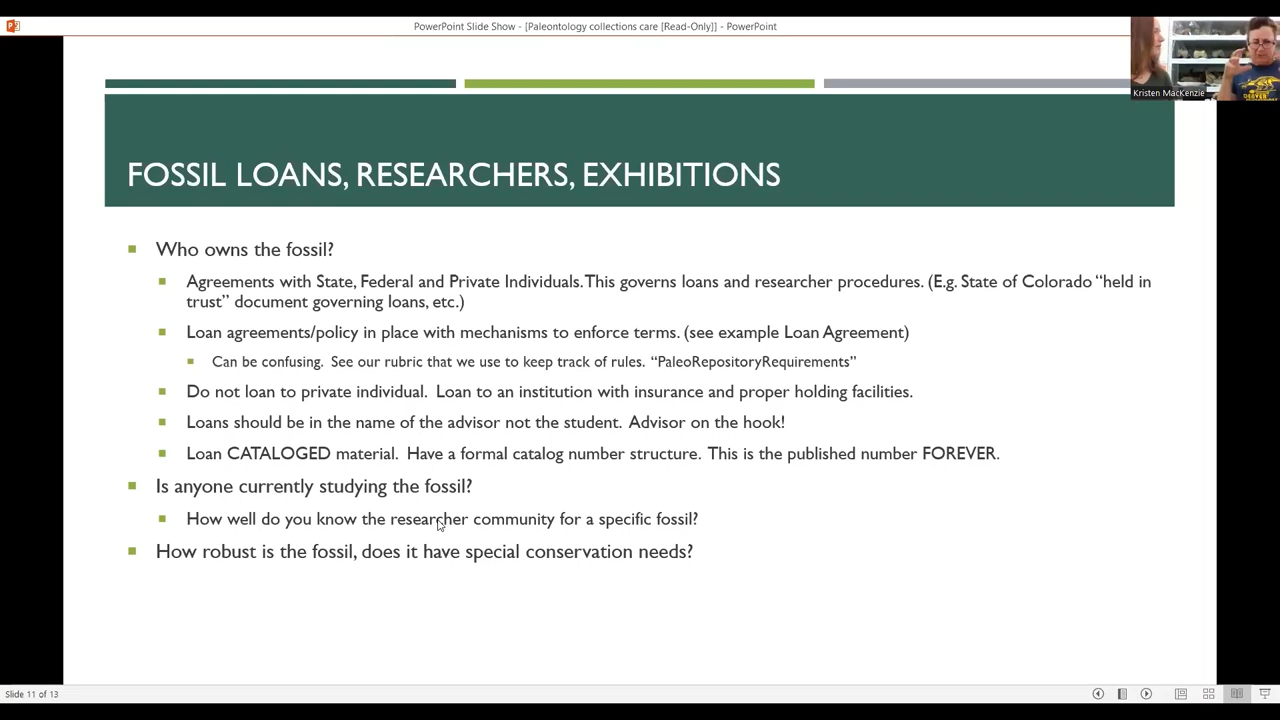 PowerPoint Slide Show - [Paleontology collections care [Read-Only]] - PowerPoint
Kristen MacKenzie
DENVER
FOSSIL LOANS, RESEARCHERS, EXHIBITIONS
Who owns the fossil?
Agreements with State, Federal and Private Individuals. This governs loans and researcher procedures. (E.g. State of Colorado “held in
trust” document governing loans, etc.)
Loan agreements/policy in place with mechanisms to enforce terms. (see example Loan Agreement)
Can be confusing. See our rubric that we use to keep track of rules. “PaleoRepositoryRequirements”
Do not loan to private individual. Loan to an institution with insurance and proper holding facilities.
Loans should be in the name of the advisor not the student. Advisor on the hook!
Loan CATALOGED material. Have a formal catalog number structure. This is the published number FOREVER.
Is anyone currently studying the fossil?
How well do you know the researcher community for a specific fossil?
How robust is the fossil, does it have special conservation needs?
Slide 11 of 13